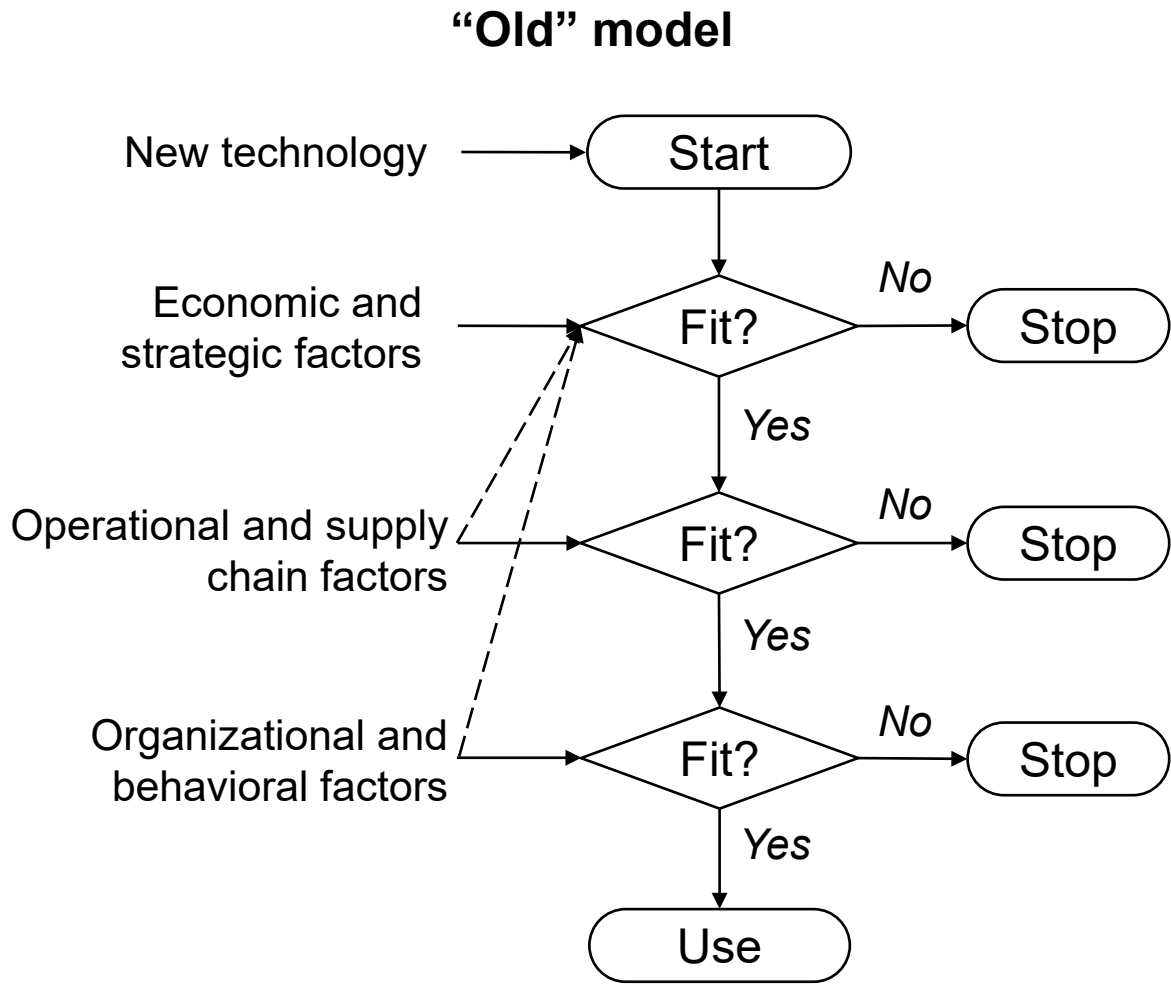 “Old” model
New technology
Start
Economic and
strategic factors
Fit?
No
Stop
Yes
Operational and supply
chain factors
Fit?
No
Stop
Yes
Organizational and
behavioral factors
Fit?
No
Stop
Yes
Use